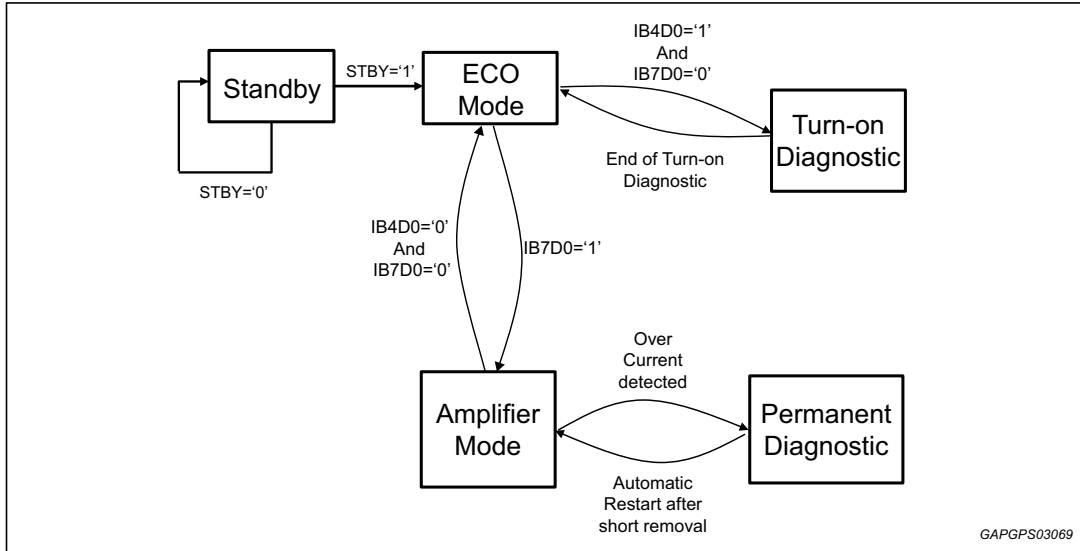 Standby
STBY=‘1’
STBY=‘0’
ECO
Mode
IB4D0=‘1’
And
IB7D0=‘0’
End of Turn-on
Diagnostic
Turn-on
Diagnostic
IB4D0=‘0’
And
IB7D0=‘0’
IB7D0=‘1’
Amplifier
Mode
Over
Current
detected
Automatic
Restart after
short removal
Permanent
Diagnostic
GAPGPS03069